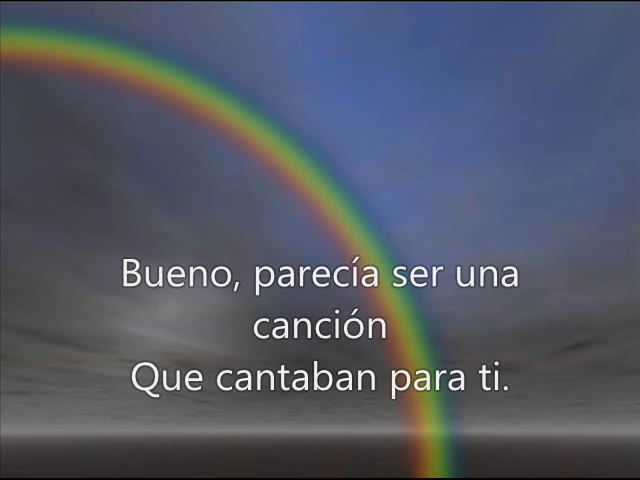 Bueno, parecía ser una
canción
Que cantaban para ti.